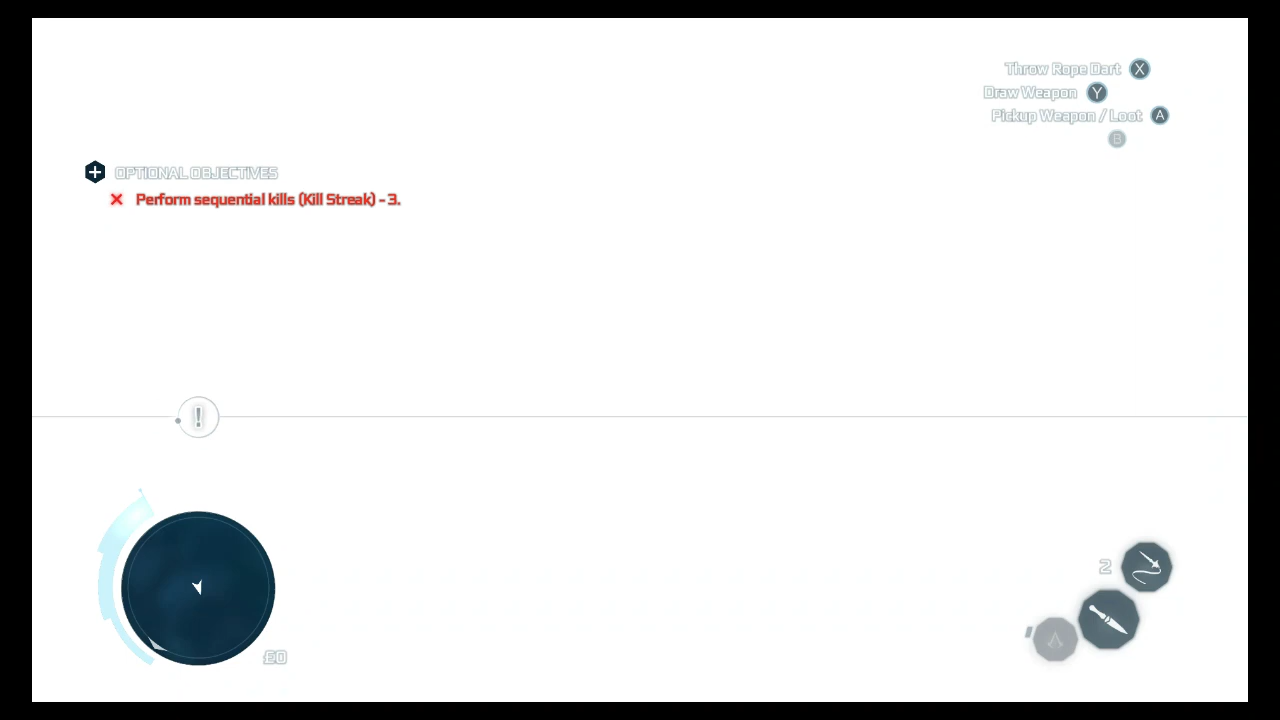 Throw Rope Dart X
Draw Weapon Y
Pickup Weapon / Loot A
B
OPTIONAL OBJECTIVES
Perform sequential kills (Kill Streak) - 3.
!
2
£0